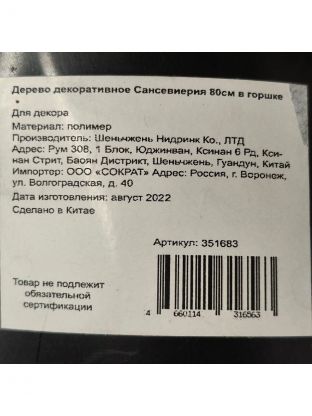 Дерево декоративное Сансевиерия 80см в горшке
Для декора
Материал: полимер
Производитель: Шеньчжень Нидринк Ко., ЛТД
Адрес: Рум 308, 1 Блок, Юджинван, Ксинан 6 Рд, Кси-
нан Стрит, Баоян Дистрикт, Шеньчжень, Гуандун, Китай
Импортер: ООО «СОКРАТ» Адрес: Россия, г. Воронеж,
ул. Волгоградская, д. 40
Дата изготовления: август 2022
Сделано в Китае
Артикул: 351683
Товар не подлежит
обязательной
сертификации
4 660114 316563